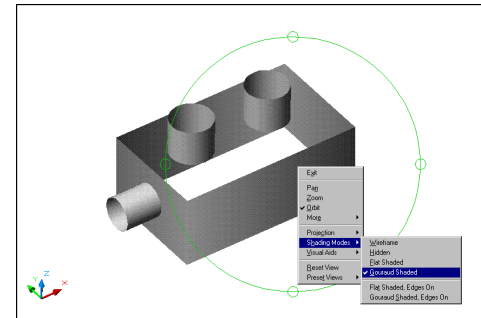 Exit
Pan
Zoom
Orbit
More
Projection
Shading Modes
Visual Aids
Reset View
Preset Views
Wireframe
Hidden
Flat Shaded
Gouraud Shaded
Flat Shaded, Edges On
Gouraud Shaded, Edges On
Z
Y
X